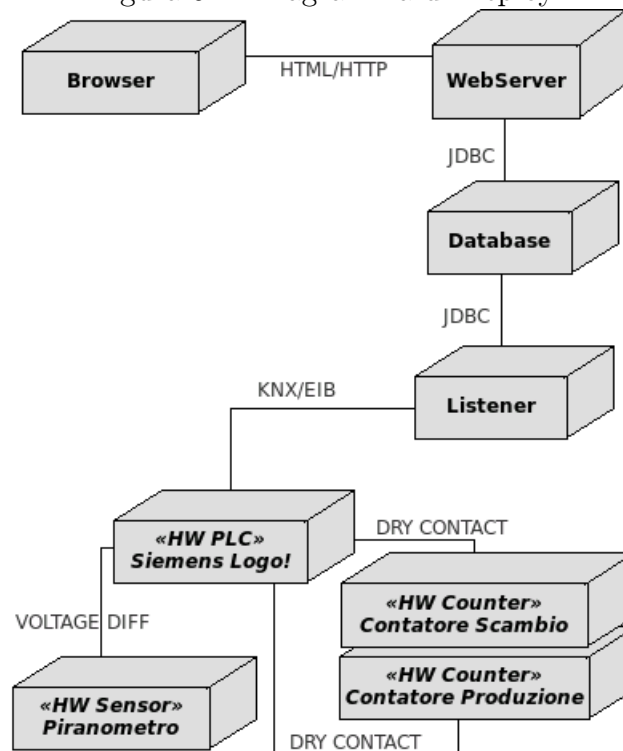 Browser
HTML/HTTP
WebServer
JDBC
Database
JDBC
Listener
KNX/EIB
«HW PLC»
Siemens Logo!
DRY CONTACT
«HW Counter»
Contatore Scambio
VOLTAGE DIFF
«HW Sensor»
Piranometro
«HW Counter»
Contatore Produzione
DRY CONTACT